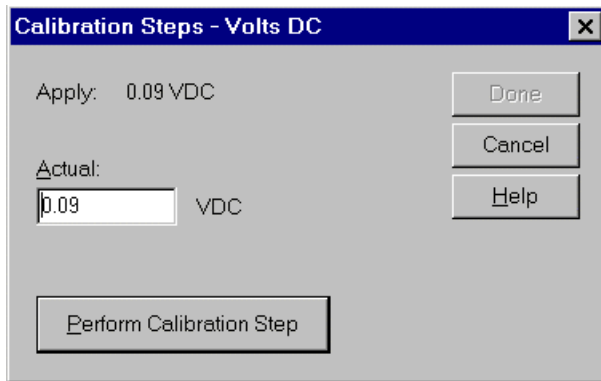 Calibration Steps - Volts DC
Apply: 0.09 VDC
Done
Cancel
Actual:
0.09 VDC
Help
Perform Calibration Step